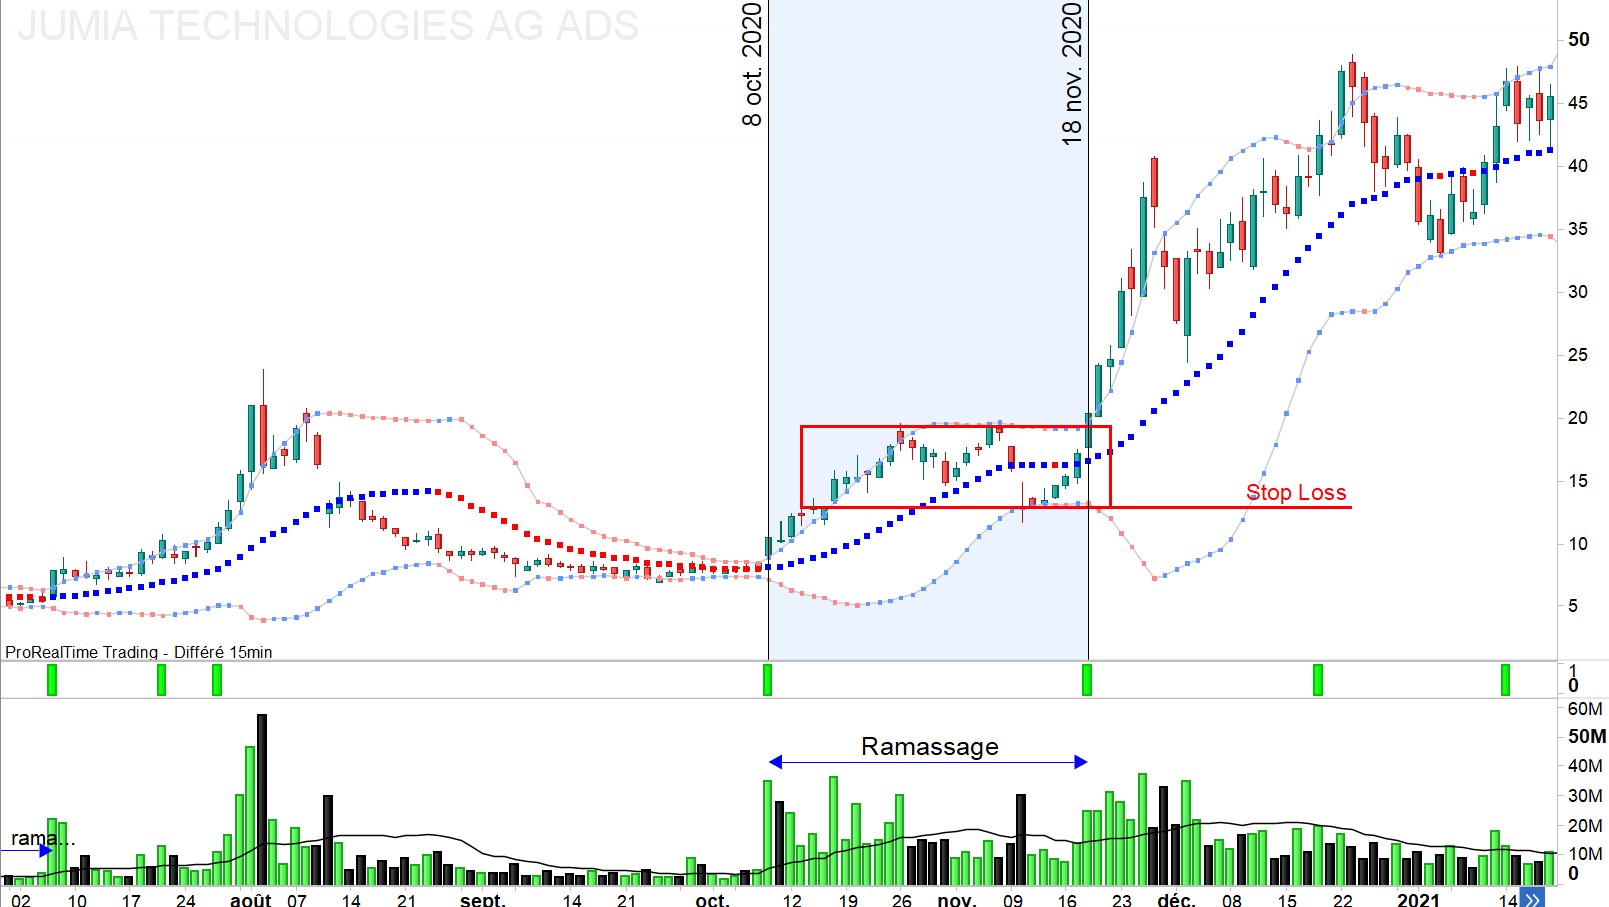 JUMIA TECHNOLOGIES AG ADS
8 oct. 2020
18 nov. 2020
50
45
40
35
30
25
20
15
10
5
Stop Loss
ProRealTime Trading - Différé 15min
1
0
60M
50M
40M
30M
20M
10M
0
Ramassage
rama...
02 10 17 24 août 07 14 21 sept. 14 21 oct. 12 19 26 nov. 09 16 23 déc. 08 15 22 2021 14 »